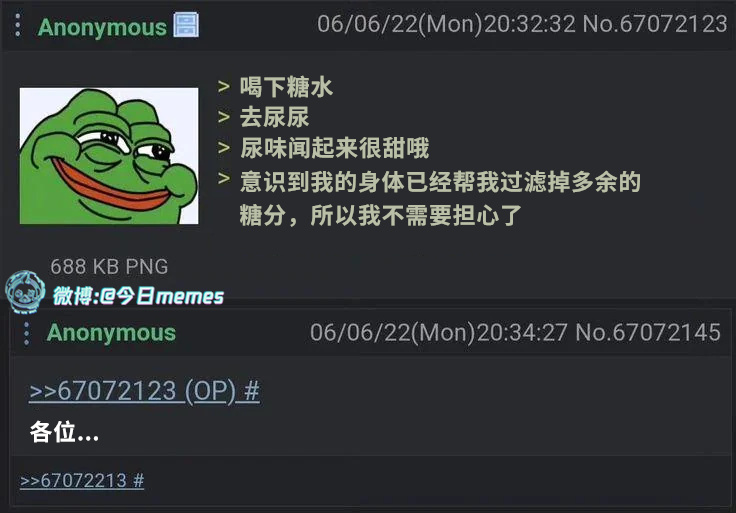 Anonymous
06/06/22(Mon)20:32:32 No.67072123
> 喝下糖水
> 去尿尿
> 尿味闻起来很甜哦
> 意识到我的身体已经帮我过滤掉多余的
糖分，所以我不需要担心了
688 KB PNG
微博:@今日memes
Anonymous
06/06/22(Mon)20:34:27 No.67072145
>>67072123 (OP) #
各位...
>>67072213 #